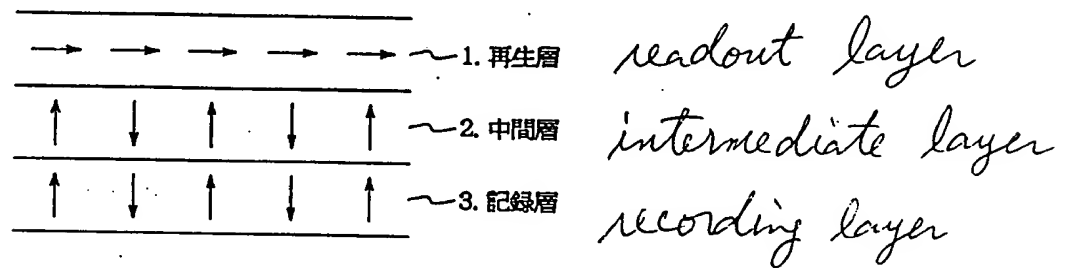 1. 再生層 readout layer
2. 中間層 intermediate layer
3. 記録層 recording layer